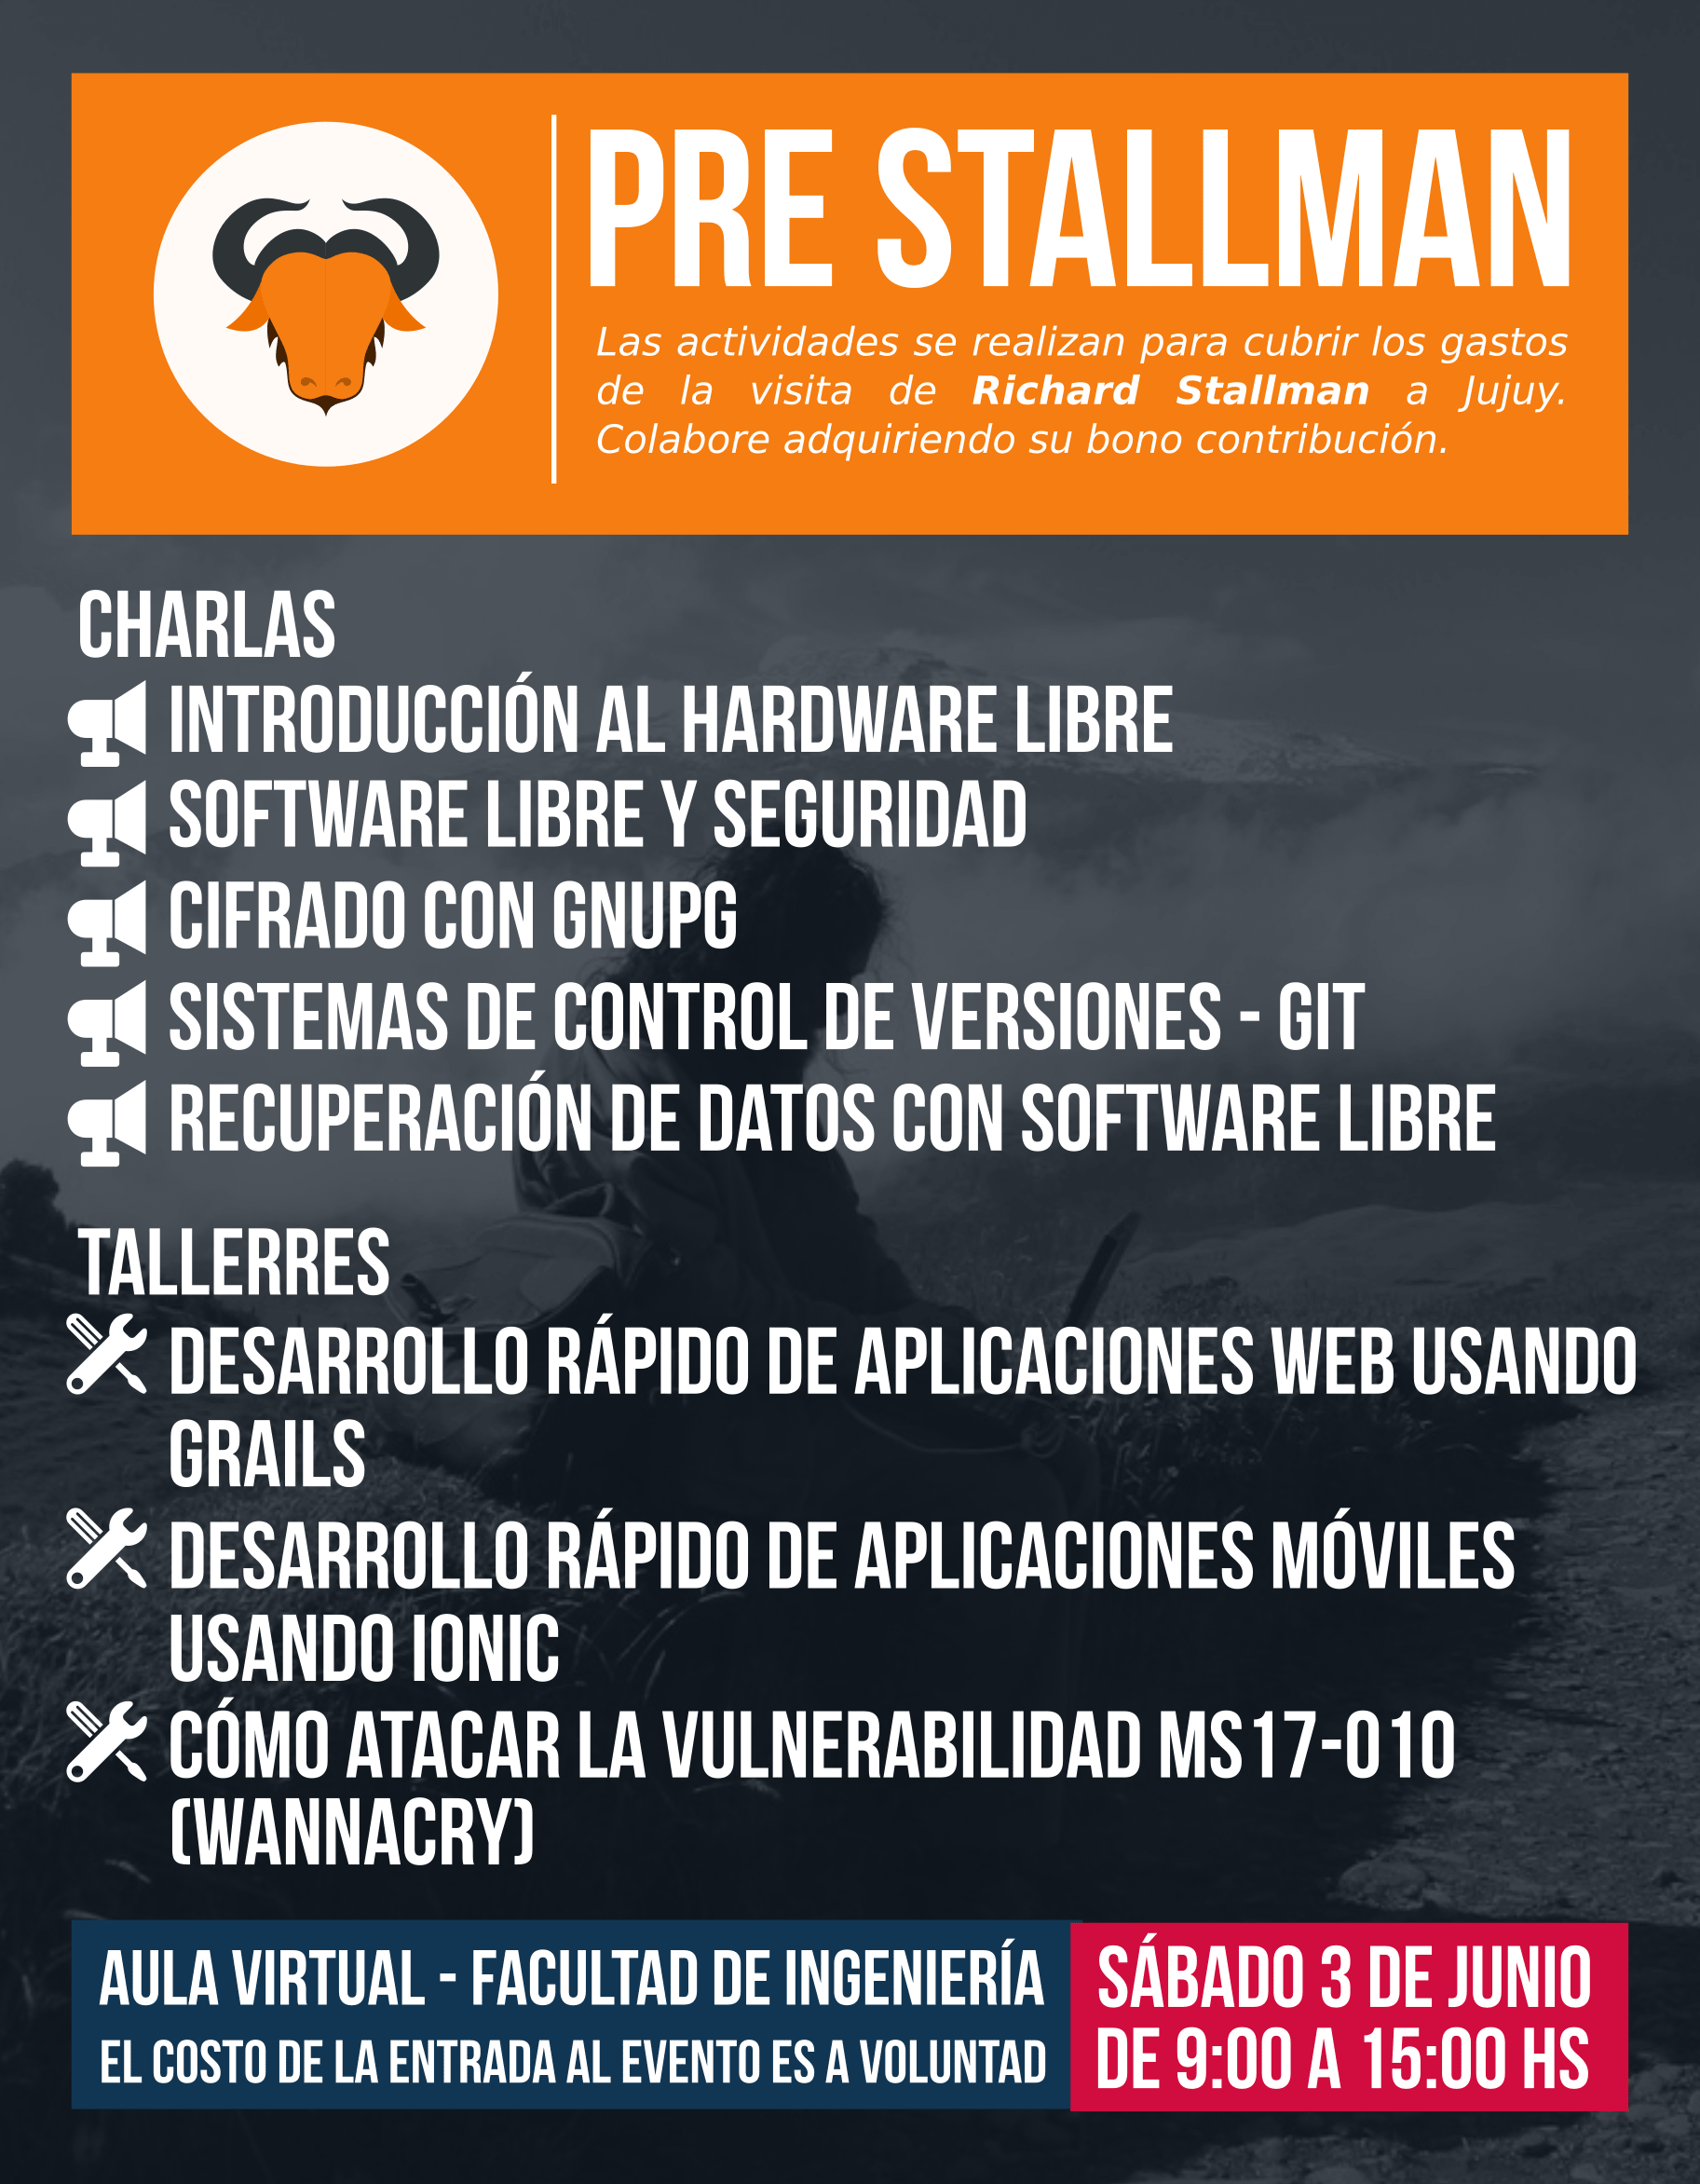 PRE STALLMAN
Las actividades se realizan para cubrir los gastos
de la visita de Richard Stallman a Jujuy.
Colabore adquiriendo su bono contribución.
CHARLAS
INTRODUCCIÓN AL HARDWARE LIBRE
SOFTWARE LIBRE Y SEGURIDAD
CIFRADO CON GNUPG
SISTEMAS DE CONTROL DE VERSIONES - GIT
RECUPERACIÓN DE DATOS CON SOFTWARE LIBRE
TALLERRES
DESARROLLO RÁPIDO DE APLICACIONES WEB USANDO
GRAILS
DESARROLLO RÁPIDO DE APLICACIONES MÓVILES
USANDO IONIC
CÓMO ATACAR LA VULNERABILIDAD MS17-010
(WANNACRY)
AULA VIRTUAL - FACULTAD DE INGENIERÍA
EL COSTO DE LA ENTRADA AL EVENTO ES A VOLUNTAD
SÁBADO 3 DE JUNIO
DE 9:00 A 15:00 HS